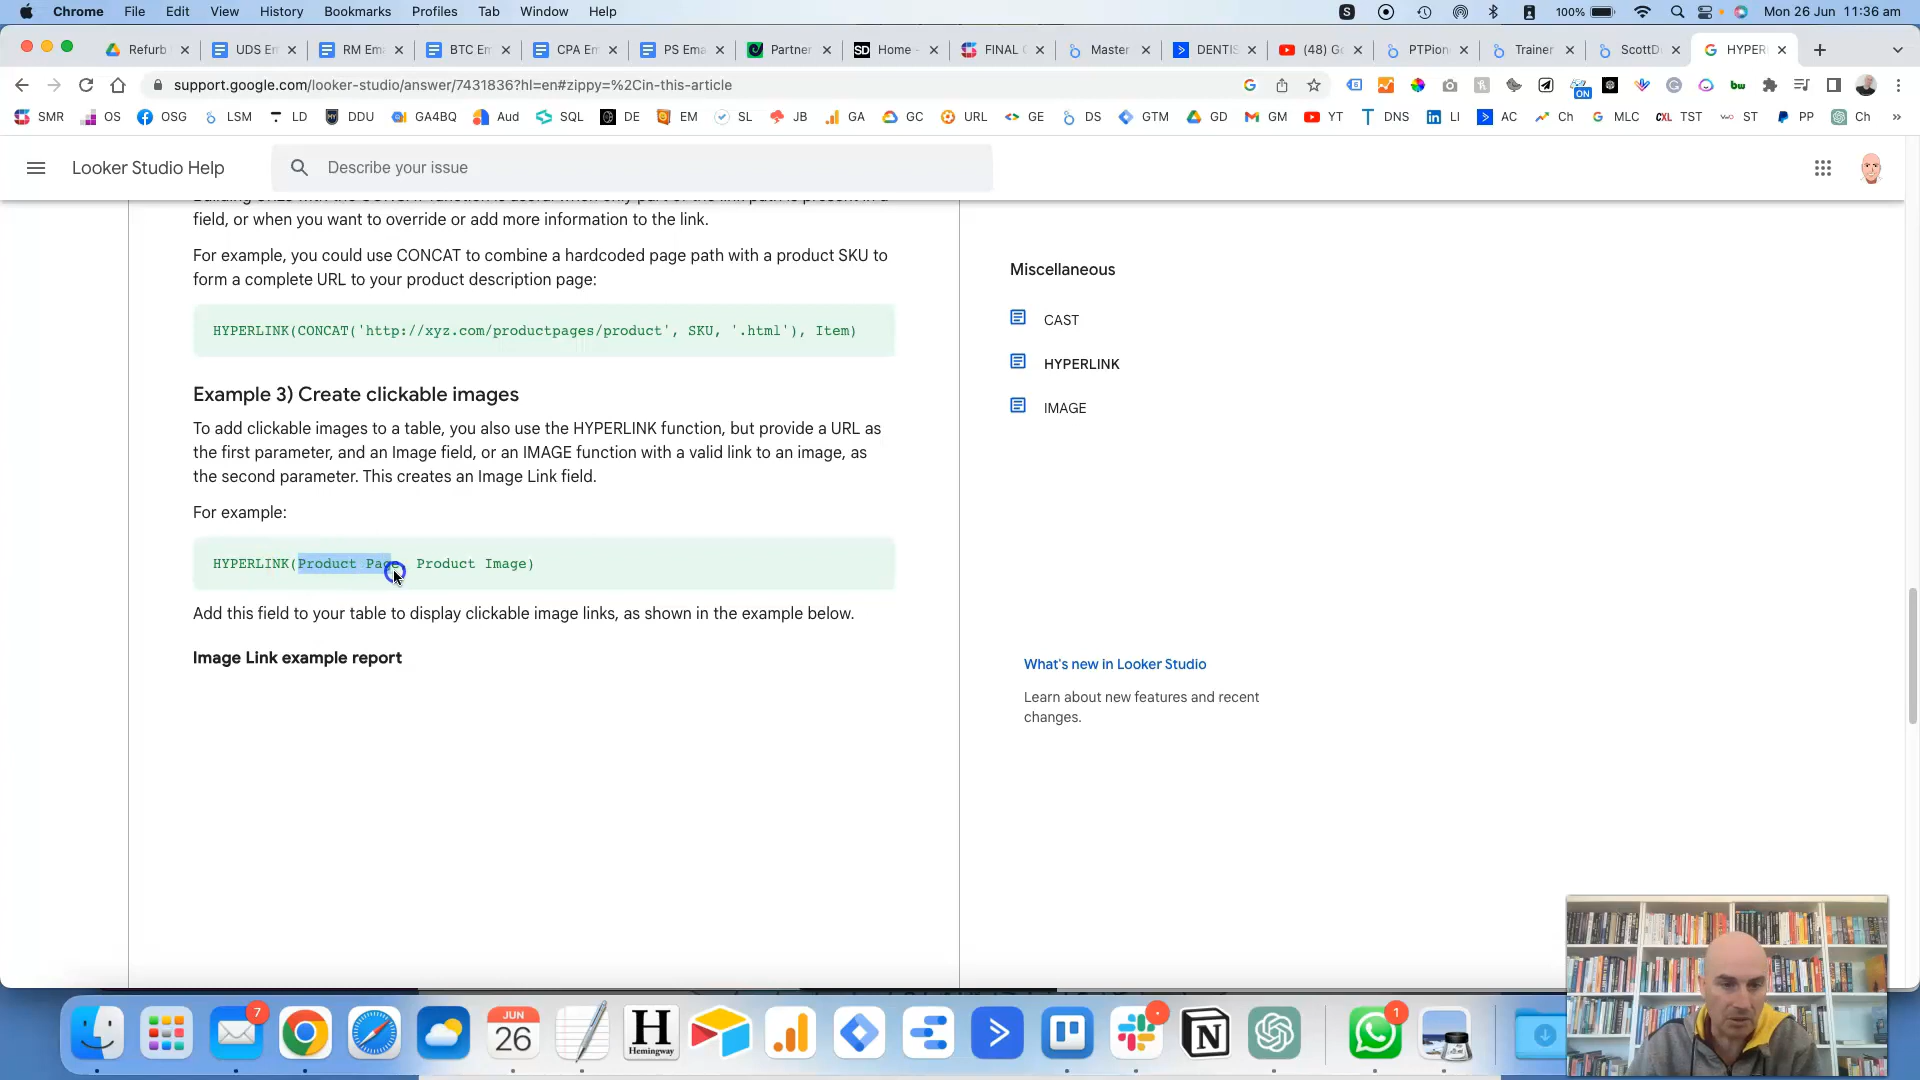 Chrome File Edit View History Bookmarks Profiles Tab Window Help
100% Mon 26 Jun 11:36 am
Refurb UDS Em RM Ema BTC Em CPA Em PS Ema Partner Home - FINAL Master DENTIS (48) Go PTPion Trainer ScottD HYPER
support.google.com/looker-studio/answer/7431836?hl=en#zippy=%2Cin-this-article
SMR OS OSG LSM LD DDU GA4BQ Aud SQL DE EM SL JB GA GC URL GE DS GTM GD GM YT DNS LI AC Ch MLC TST ST PP Ch
Looker Studio Help
Describe your issue
field, or when you want to override or add more information to the link.
For example, you could use CONCAT to combine a hardcoded page path with a product SKU to
form a complete URL to your product description page:
HYPERLINK(CONCAT('http://xyz.com/productpages/product', SKU, '.html'), Item)
Example 3) Create clickable images
To add clickable images to a table, you also use the HYPERLINK function, but provide a URL as
the first parameter, and an Image field, or an IMAGE function with a valid link to an image, as
the second parameter. This creates an Image Link field.
For example:
HYPERLINK(Product Page, Product Image)
Add this field to your table to display clickable image links, as shown in the example below.
Image Link example report
Miscellaneous
CAST
HYPERLINK
IMAGE
What's new in Looker Studio
Learn about new features and recent
changes.
7
JUN
26
H
Hemingway
1